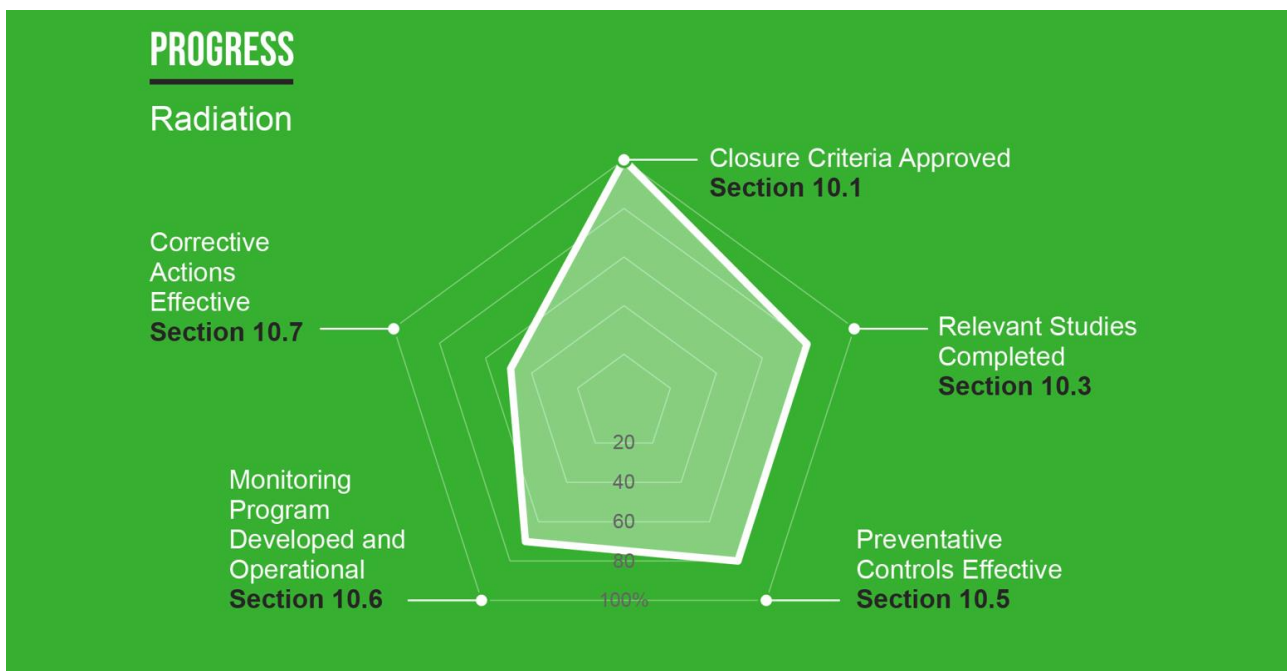 PROGRESS
Radiation
Closure Criteria Approved
Section 10.1
Corrective
Actions
Effective
Section 10.7
Relevant Studies
Completed
Section 10.3
20
40
60
80
100%
Monitoring
Program
Developed and
Operational
Section 10.6
Preventative
Controls Effective
Section 10.5